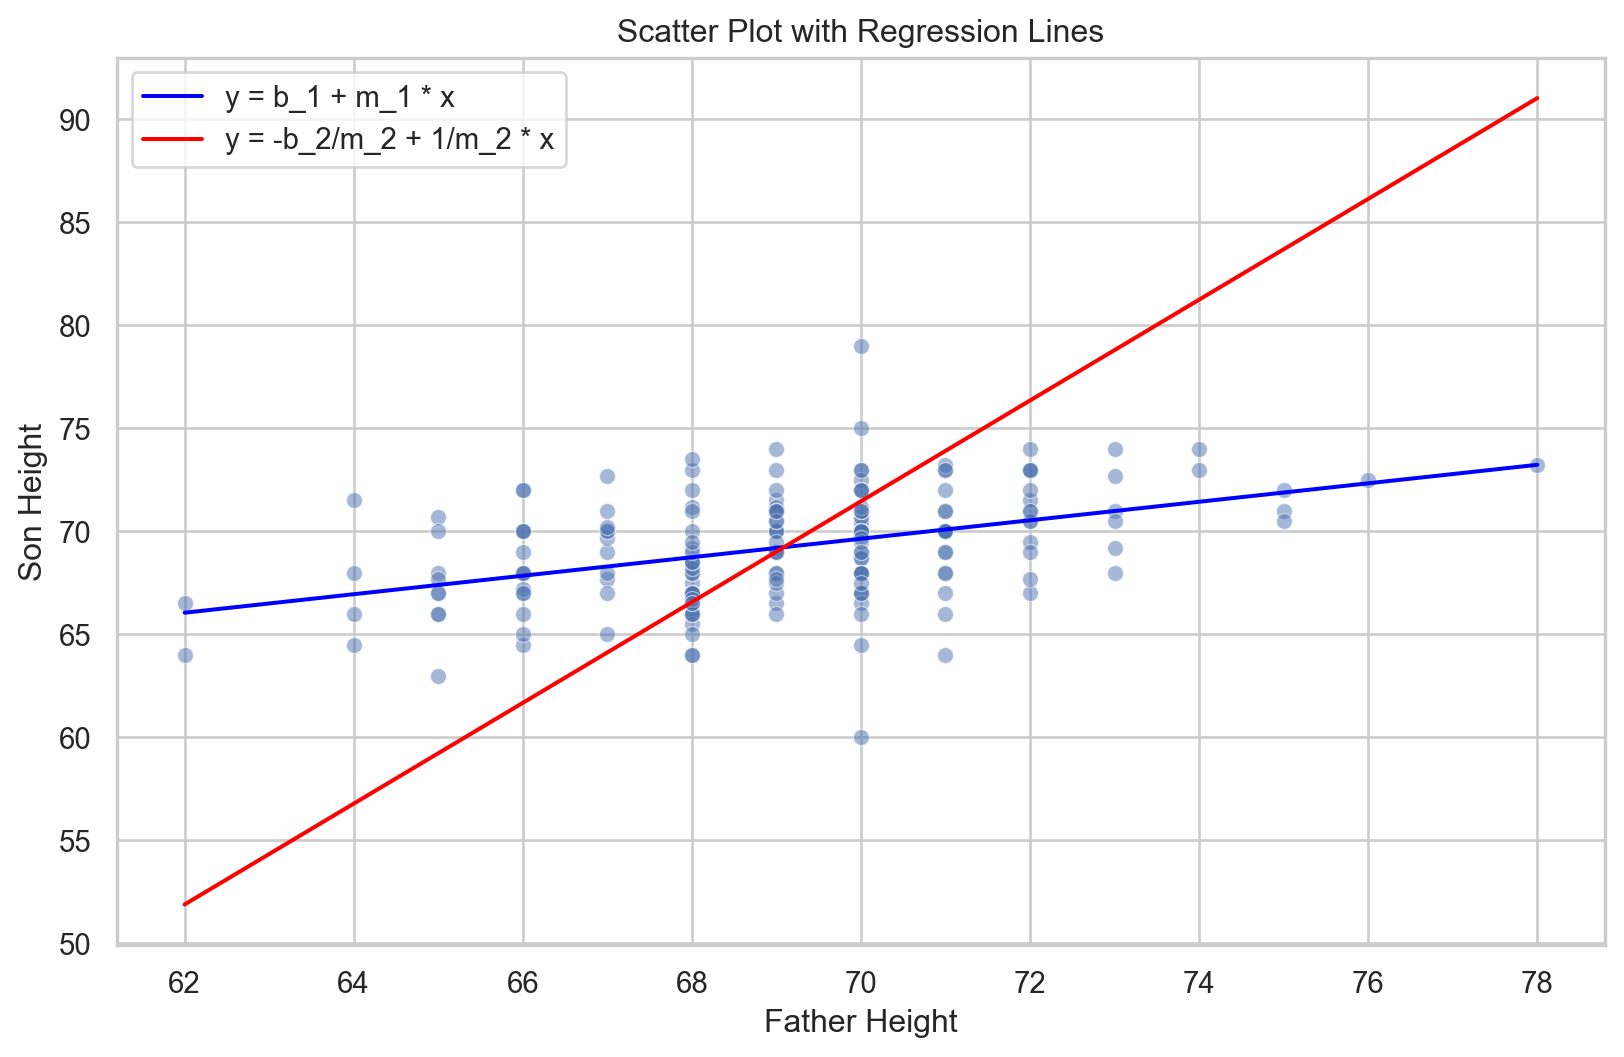 Scatter Plot with Regression Lines
y = b_1 + m_1 * x
y = -b_2/m_2 + 1/m_2 * x
90
85
80
75
70
65
60
55
50
Son Height
62 64 66 68 70 72 74 76 78
Father Height